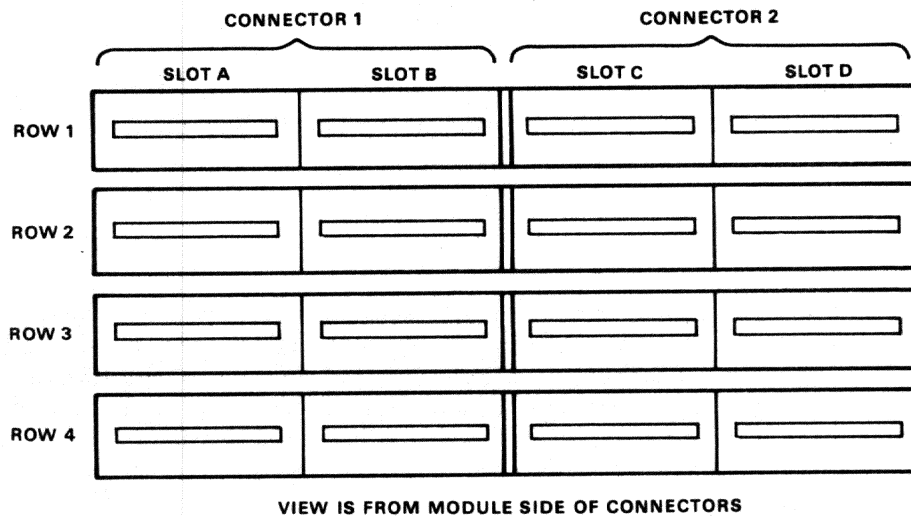 CONNECTOR 1 CONNECTOR 2
SLOT A SLOT B SLOT C SLOT D
ROW 1
ROW 2
ROW 3
ROW 4
VIEW IS FROM MODULE SIDE OF CONNECTORS